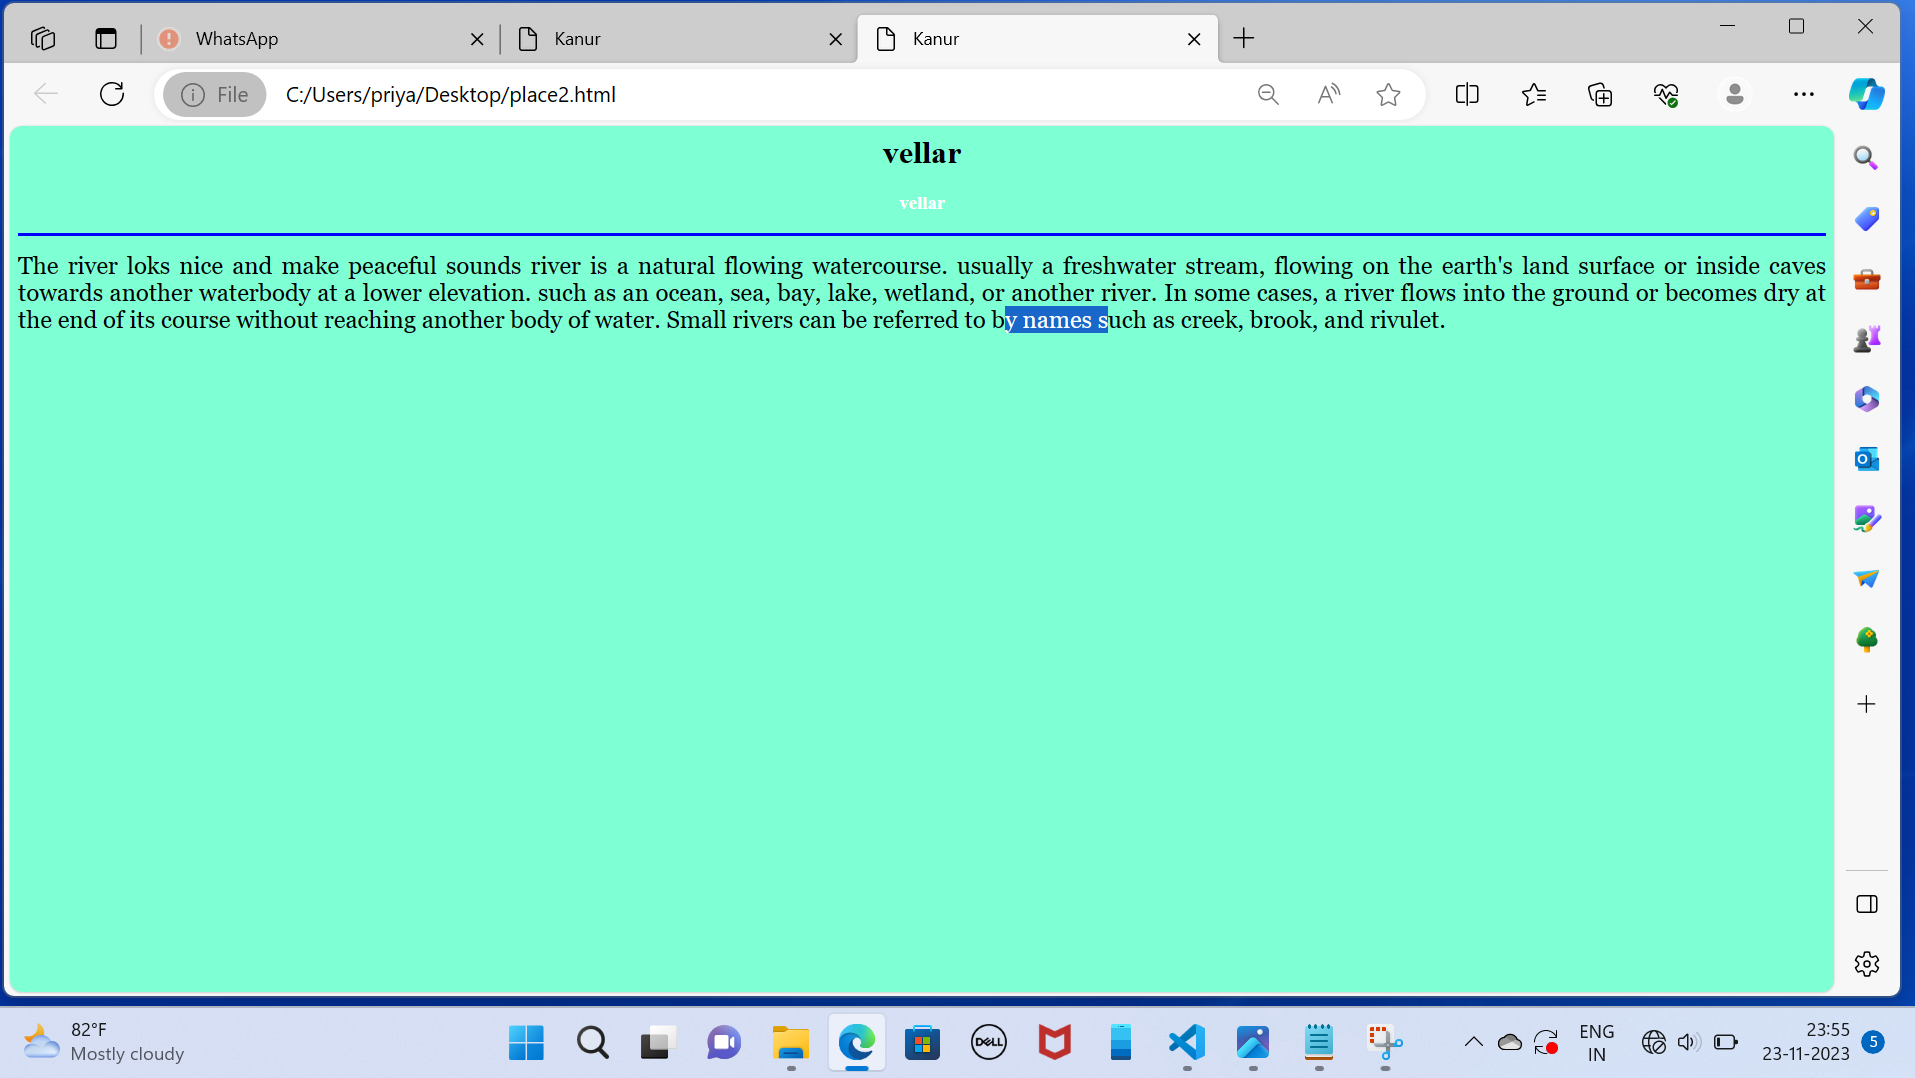 WhatsApp
Kanur
Kanur
File
C:/Users/priya/Desktop/place2.html
vellar
vellar
The river loks nice and make peaceful sounds river is a natural flowing watercourse. usually a freshwater stream, flowing on the earth's land surface or inside caves
towards another waterbody at a lower elevation. such as an ocean, sea, bay, lake, wetland, or another river. In some cases, a river flows into the ground or becomes dry at
the end of its course without reaching another body of water. Small rivers can be referred to by names such as creek, brook, and rivulet.
82°F
Mostly cloudy
DELL
ENG
IN
23:55
23-11-2023
5